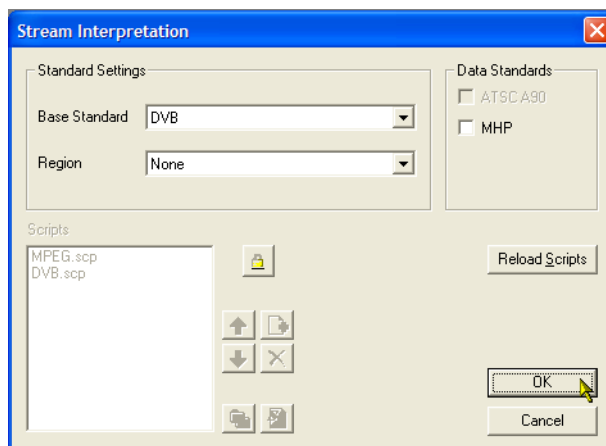 Stream Interpretation
Standard Settings
Base Standard DVB
Region None
Data Standards
ATSC A90
MHP
Scripts
MPEG.scp
DVB.scp
Reload Scripts
OK
Cancel